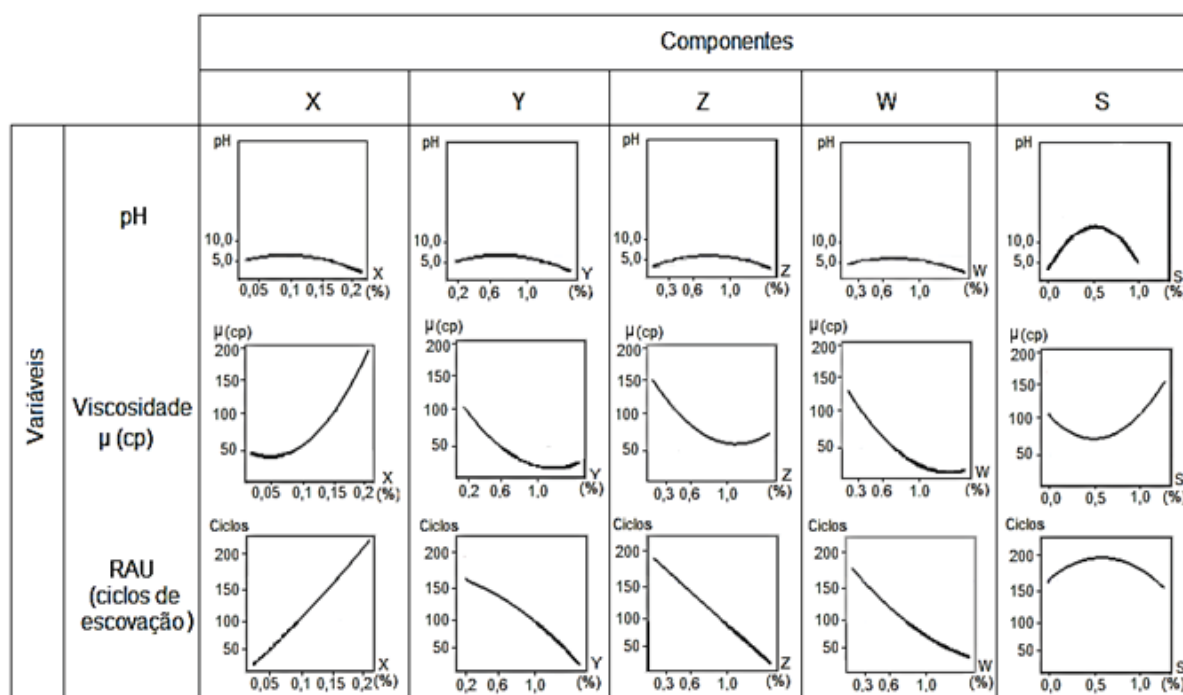 Componentes
X Y Z W S
Variáveis
pH
pH
10,0
5,0
X
0,05 0,1 0,15 0,2 (%)
pH
10,0
5,0
Y
0,2 0,6 1,0 (%)
pH
10,0
5,0
Z
0,3 0,6 1,0 (%)
pH
10,0
5,0
W
0,3 0,6 1,0 (%)
pH
10,0
5,0
S
0,0 0,5 1,0 (%)
Viscosidade
μ (cp)
μ (cp)
200
150
100
50
X
0,05 0,1 0,15 0,2 (%)
μ (cp)
200
150
100
50
Y
0,2 0,6 1,0 (%)
μ (cp)
200
150
100
50
Z
0,3 0,6 1,0 (%)
μ (cp)
200
150
100
50
W
0,3 0,6 1,0 (%)
μ (cp)
200
150
100
50
S
0,0 0,5 1,0 (%)
RAU
(ciclos de
escovação)
Ciclos
200
150
100
50
X
0,05 0,1 0,15 0,2 (%)
Ciclos
200
150
100
50
Y
0,2 0,6 1,0 (%)
Ciclos
200
150
100
50
Z
0,3 0,6 1,0 (%)
Ciclos
200
150
100
50
W
0,3 0,6 1,0 (%)
Ciclos
200
150
100
50
S
0,0 0,5 1,0 (%)